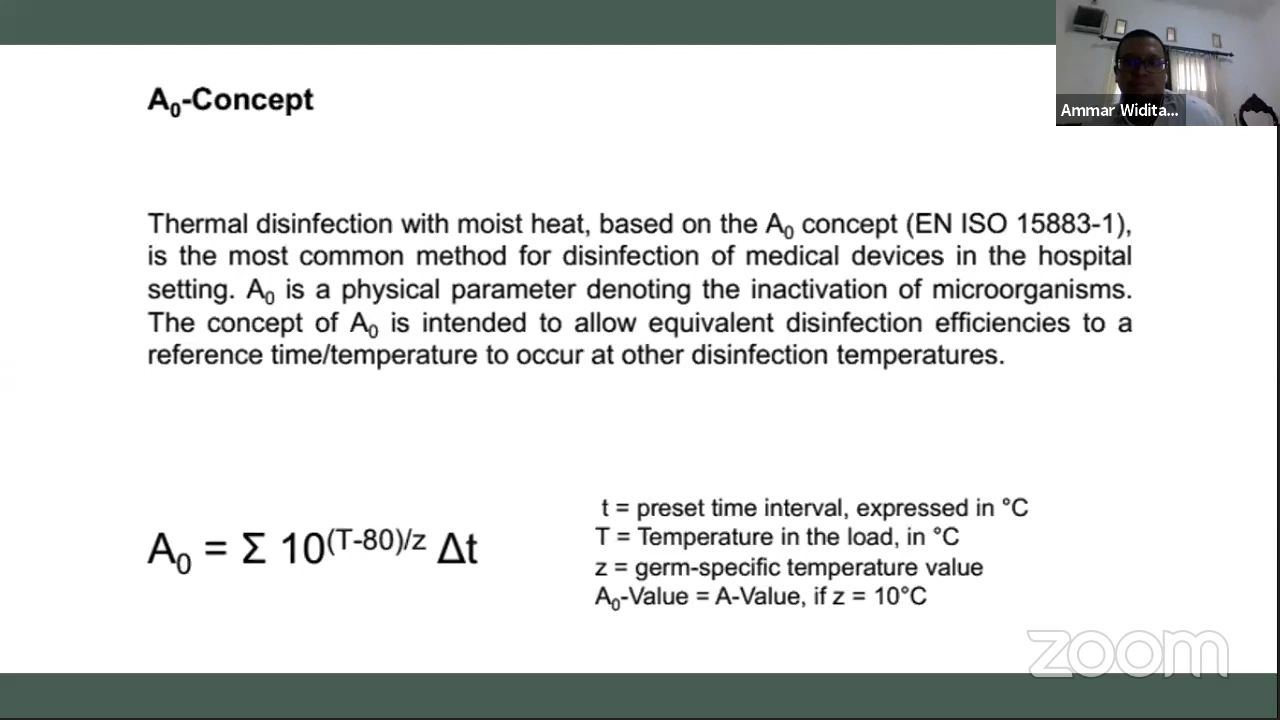 A₀-Concept
Ammar Widita...
Thermal disinfection with moist heat, based on the A₀ concept (EN ISO 15883-1),
is the most common method for disinfection of medical devices in the hospital
setting. A₀ is a physical parameter denoting the inactivation of microorganisms.
The concept of A₀ is intended to allow equivalent disinfection efficiencies to a
reference time/temperature to occur at other disinfection temperatures.
A₀ = Σ 10^(T-80)/z Δt
t = preset time interval, expressed in °C
T = Temperature in the load, in °C
z = germ-specific temperature value
A₀-Value = A-Value, if z = 10°C
zoom